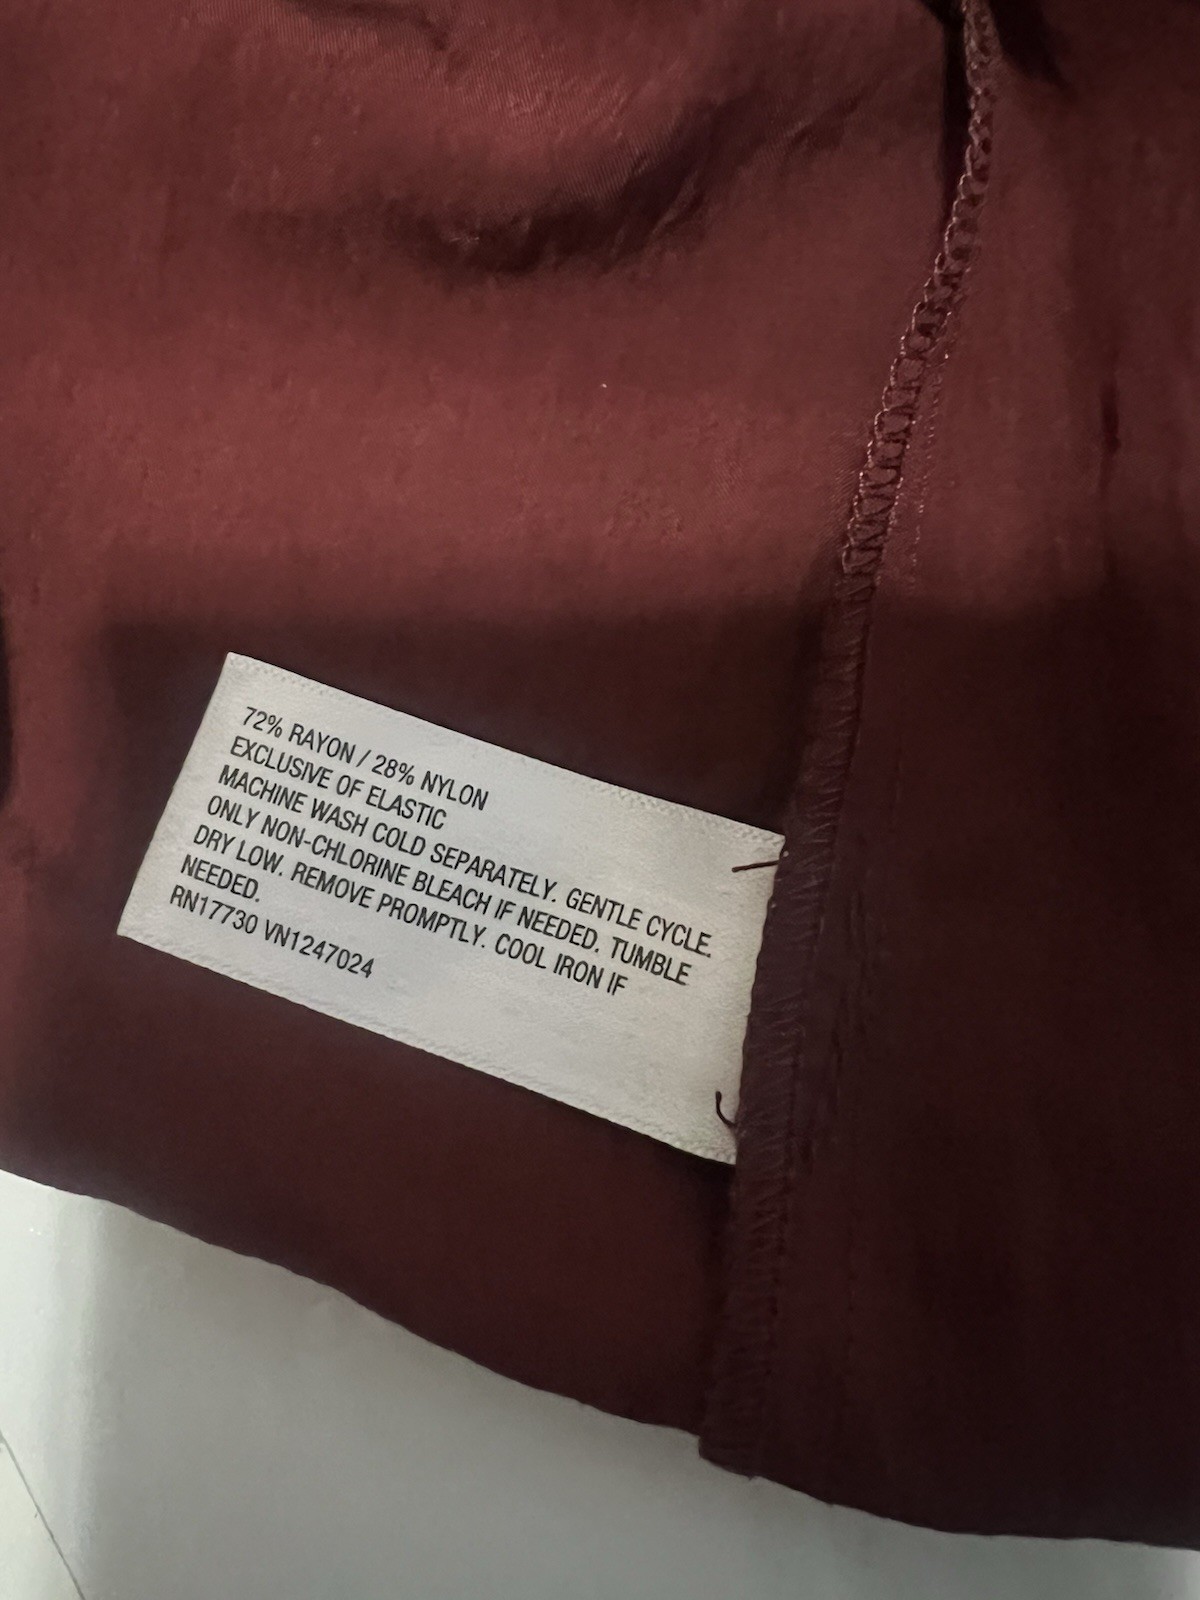 72% RAYON / 28% NYLON
EXCLUSIVE OF ELASTIC
MACHINE WASH COLD SEPARATELY. GENTLE CYCLE.
ONLY NON-CHLORINE BLEACH IF NEEDED. TUMBLE
DRY LOW. REMOVE PROMPTLY. COOL IRON IF
NEEDED.
RN17730 VN1247024